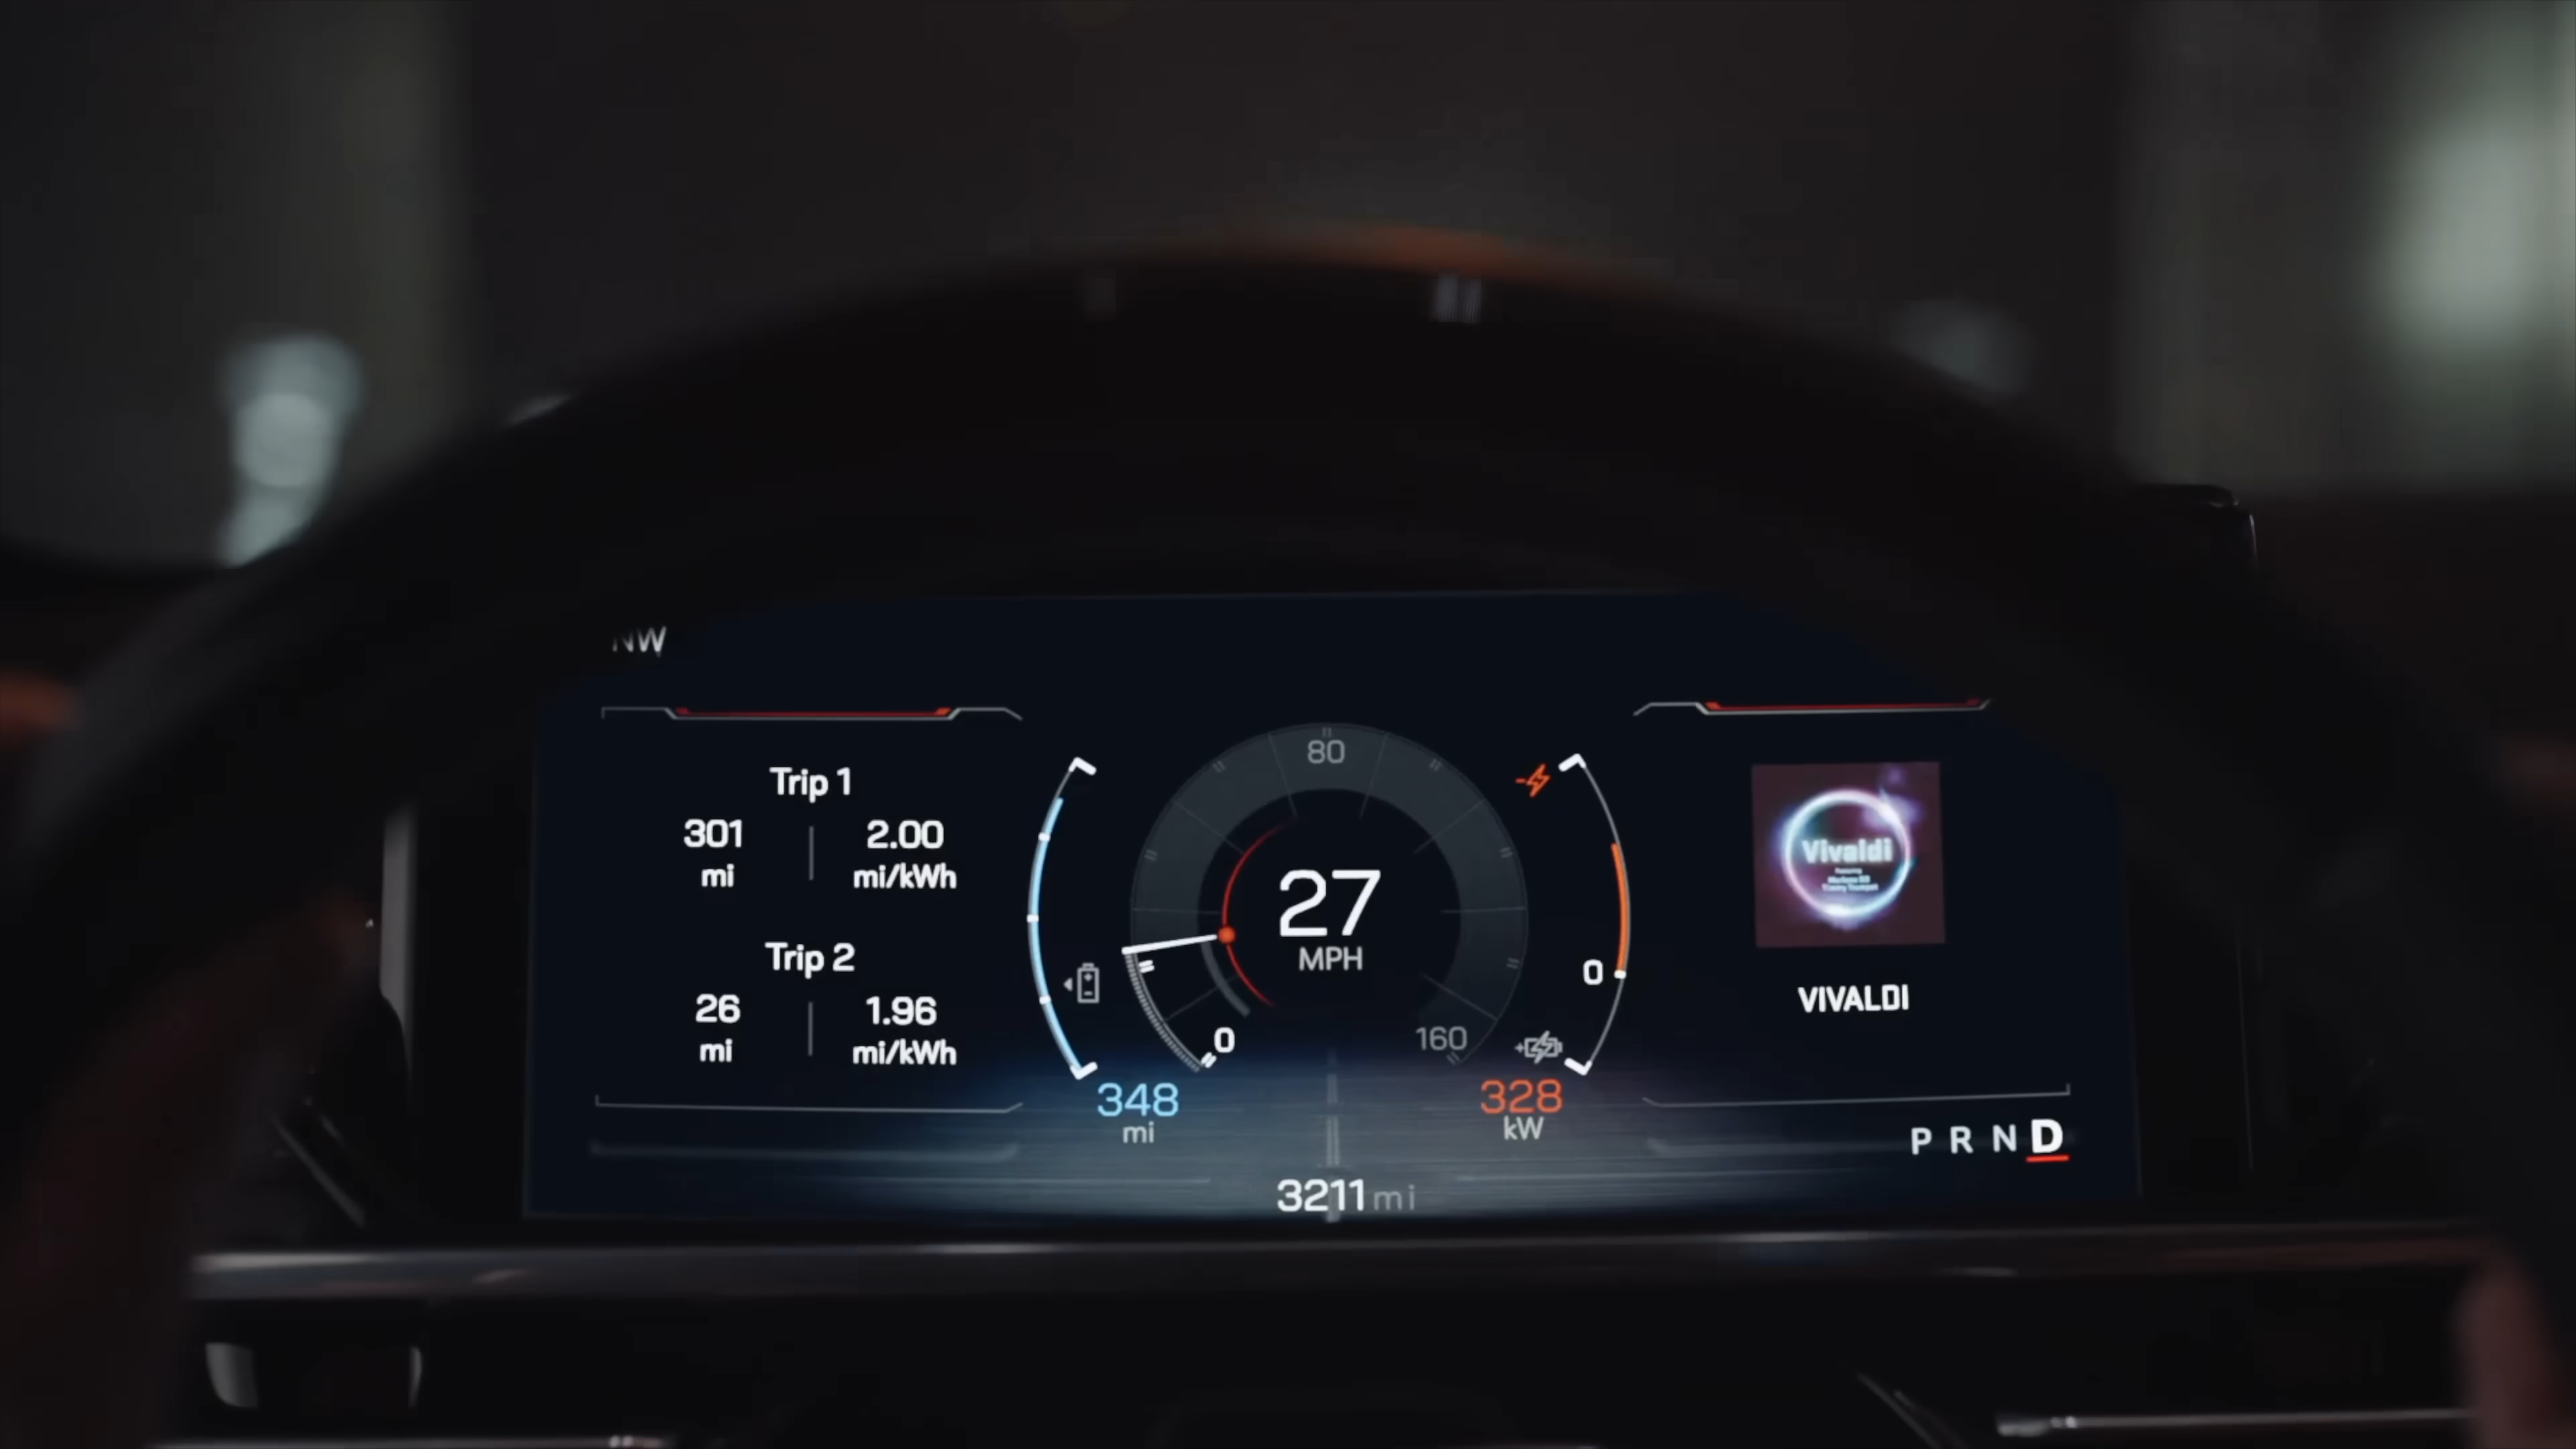 NW
Trip 1
301 2.00
mi mi/kWh
Trip 2
26 1.96
mi mi/kWh
80
27
MPH
0
160
0
348
mi
328
kW
3211 mi
Vivaldi
VIVALDI
P R N D